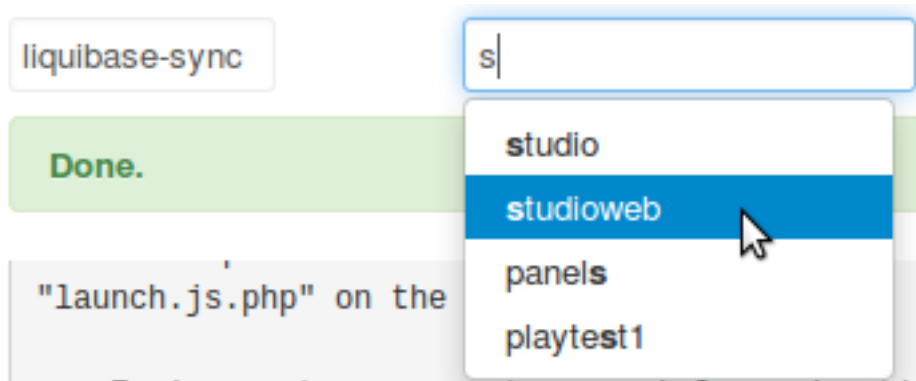 liquibase-sync
s
Done.
studio
studioweb
panels
playtest1
"launch.js.php" on the